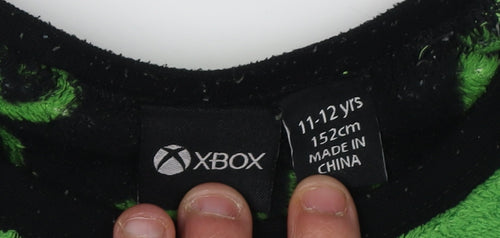 XBOX
11-12 yrs
152cm
MADE IN
CHINA